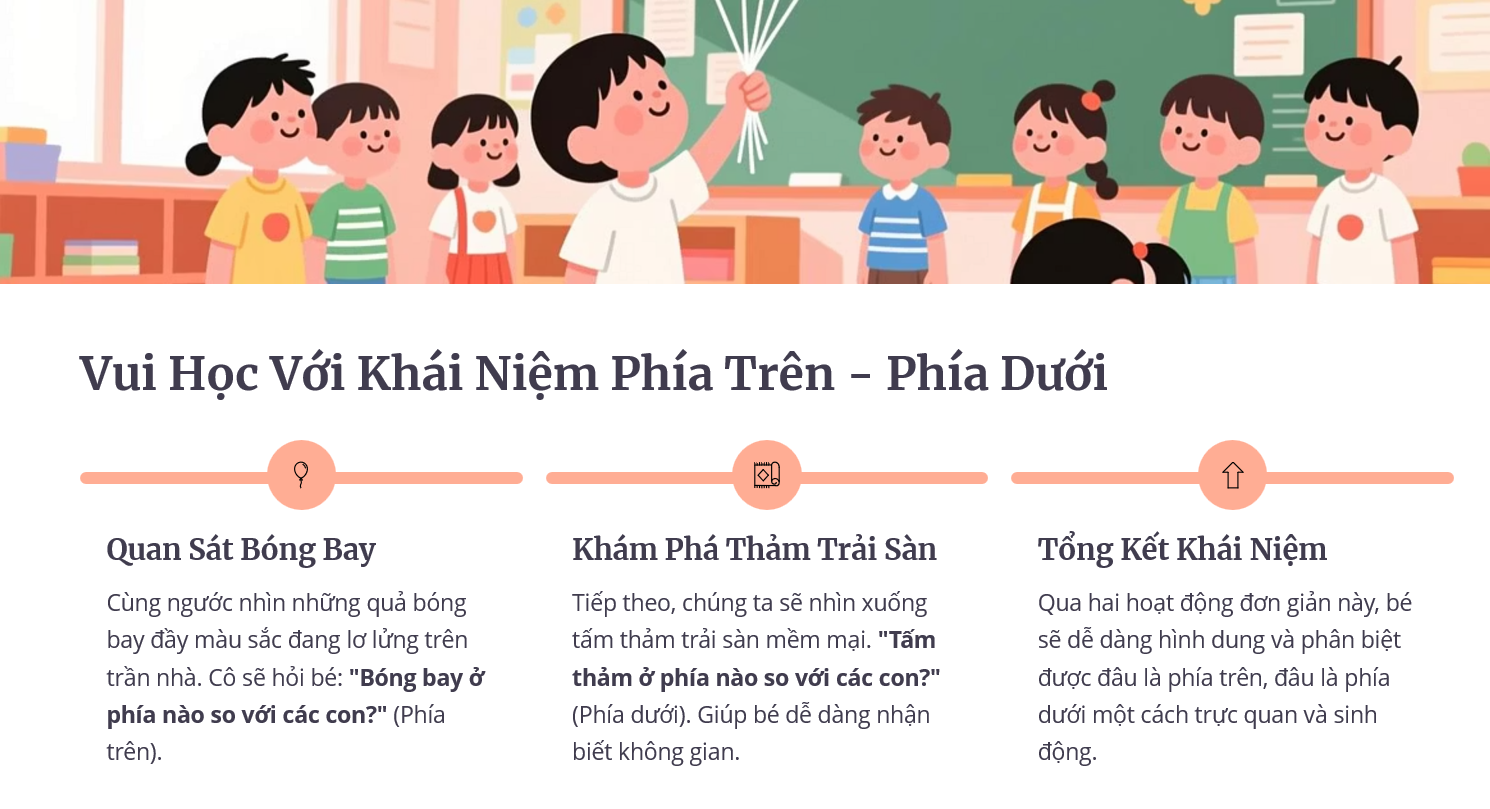 Vui Học Với Khái Niệm Phía Trên - Phía Dưới
Quan Sát Bóng Bay
Cùng ngước nhìn những quả bóng
bay đầy màu sắc đang lơ lửng trên
trần nhà. Cô sẽ hỏi bé: "Bóng bay ở
phía nào so với các con?" (Phía
trên).
Khám Phá Thảm Trải Sàn
Tiếp theo, chúng ta sẽ nhìn xuống
tấm thảm trải sàn mềm mại. "Tấm
thảm ở phía nào so với các con?"
(Phía dưới). Giúp bé dễ dàng nhận
biết không gian.
Tổng Kết Khái Niệm
Qua hai hoạt động đơn giản này, bé
sẽ dễ dàng hình dung và phân biệt
được đâu là phía trên, đâu là phía
dưới một cách trực quan và sinh
động.